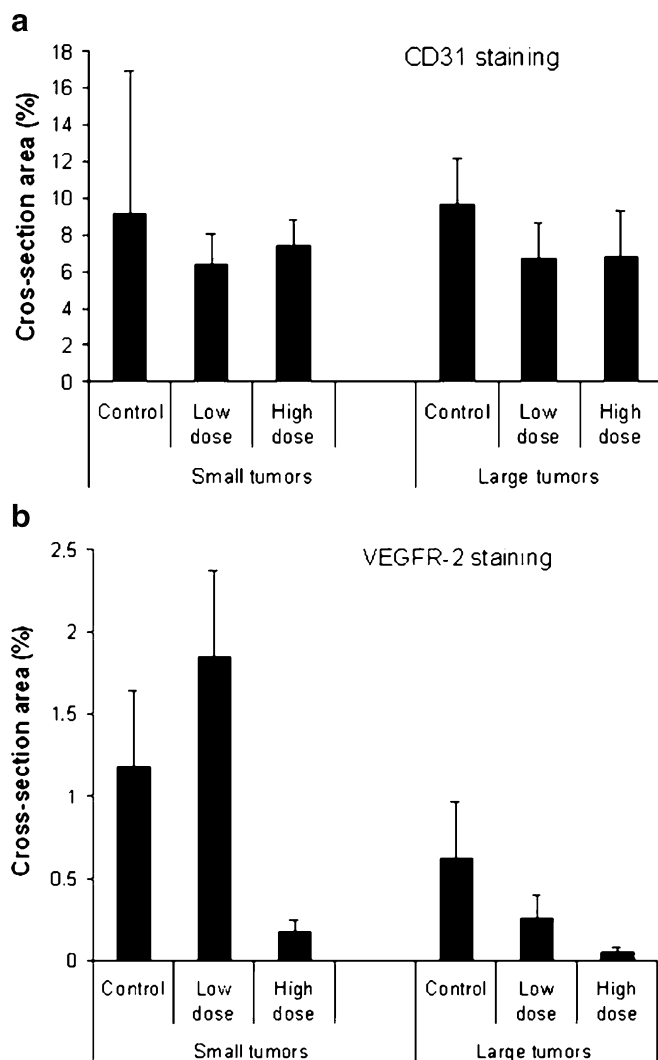 a
CD31 staining
Cros-section area (%)
18
16
14
12
10
8
6
4
2
0
Control
Low dose
High dose
Control
Low dose
High dose
Small tumors
Large tumors
b
VEGFR-2 staining
Cross-section area (%)
2.5
2
1.5
1
0.5
0
Control
Low dose
High dose
Control
Low dose
High dose
Small tumors
Large tumors